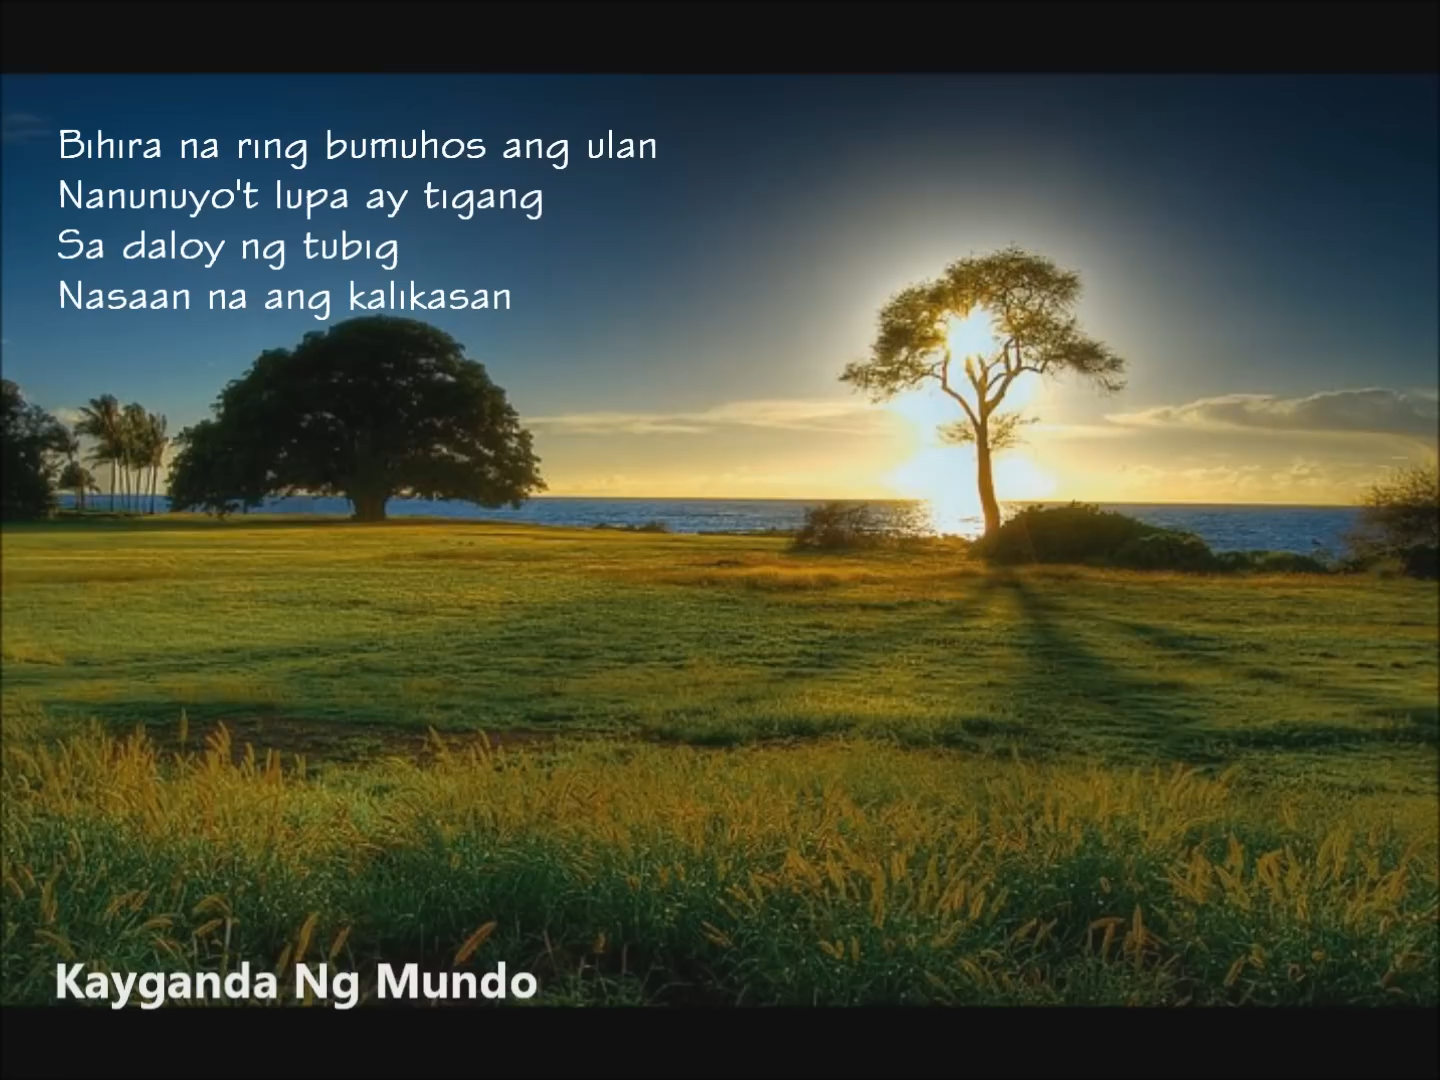 Bihira na ring bumuhos ang ulan
Nanunuyo't lupa ay tigang
Sa daloy ng tubig
Nasaan na ang kalikasan
Kayganda Ng Mundo